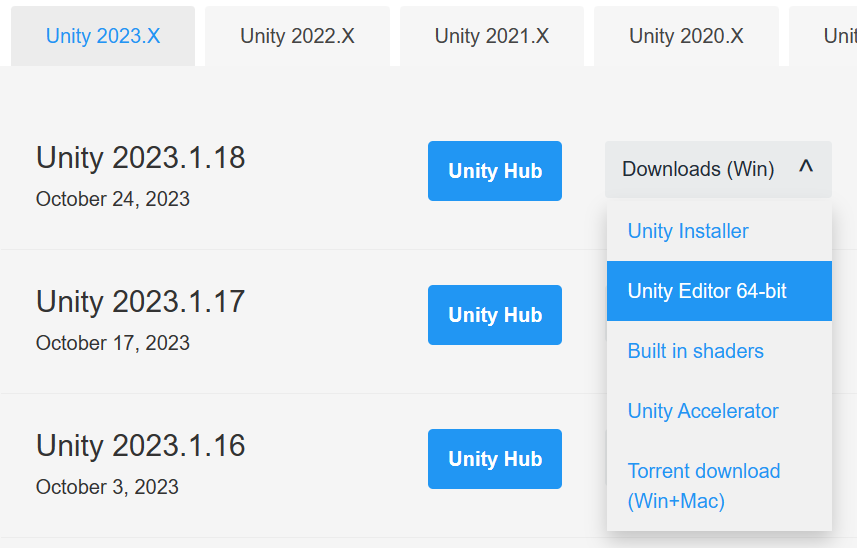 Unity 2023.X
Unity 2022.X
Unity 2021.X
Unity 2020.X
Unity 2023.1.18
October 24, 2023
Unity Hub
Downloads (Win)
Unity Installer
Unity Editor 64-bit
Built in shaders
Unity Accelerator
Torrent download
(Win+Mac)
Unity 2023.1.17
October 17, 2023
Unity Hub
Unity 2023.1.16
October 3, 2023
Unity Hub